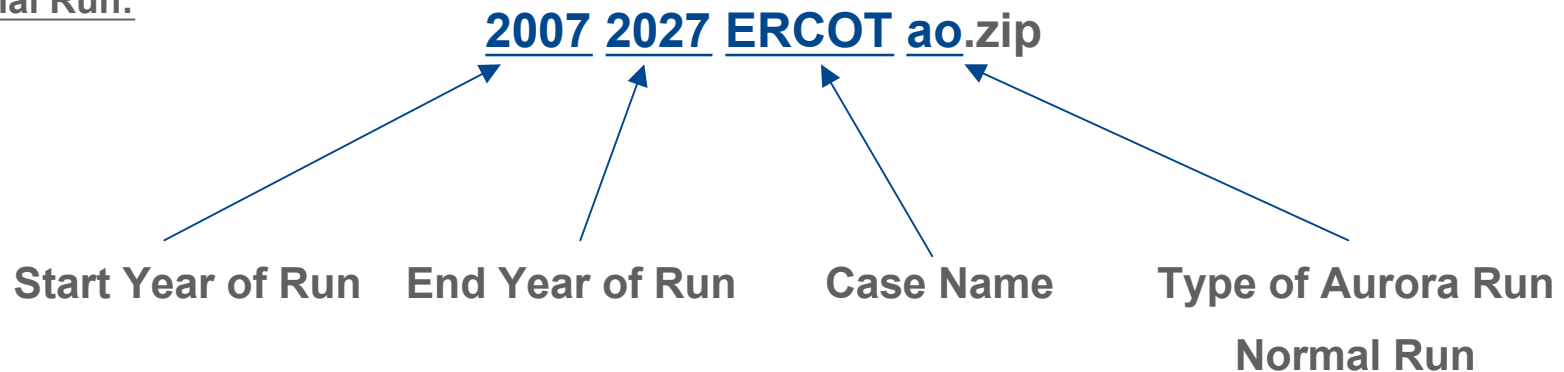 Run:
2007 2027 ERCOT ao.zip
Start Year of Run End Year of Run Case Name Type of Aurora Run
Normal Run